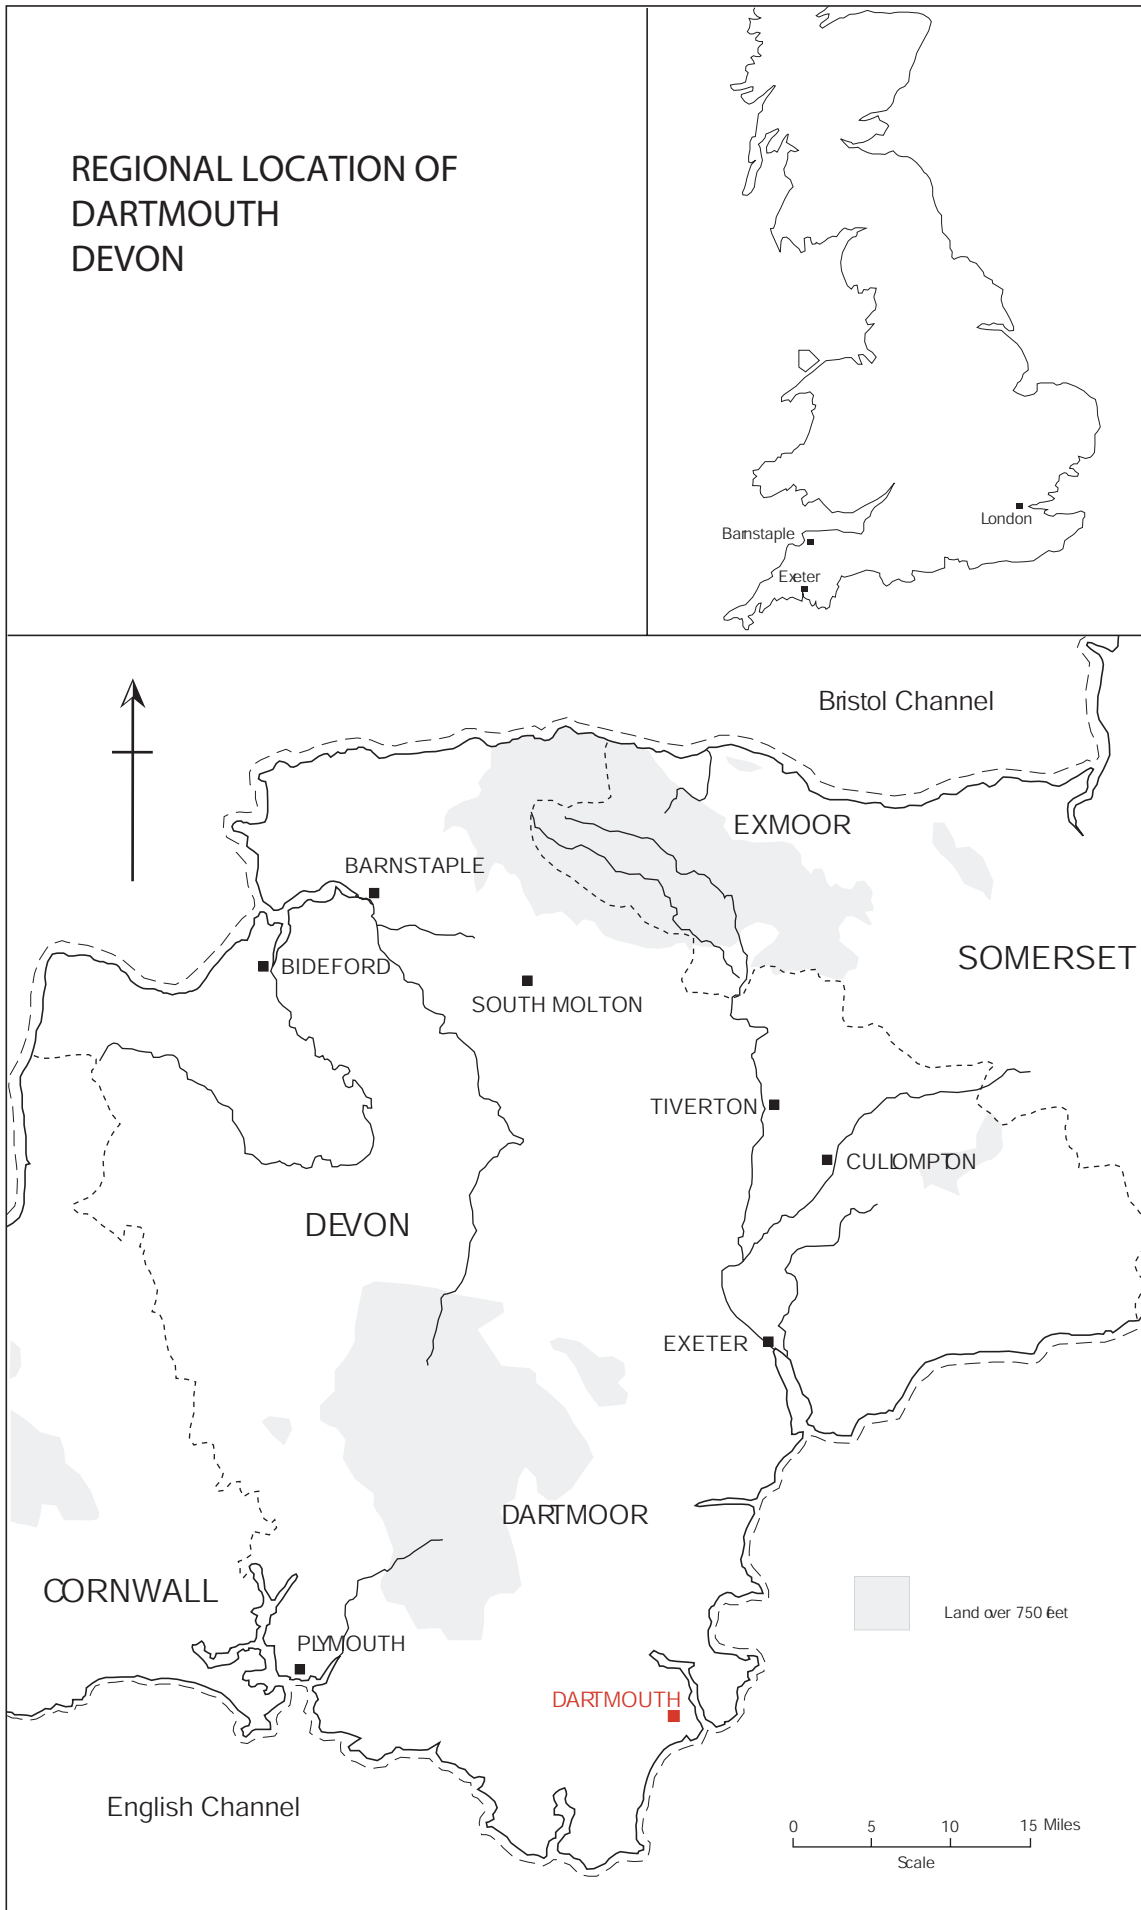 REGIONAL LOCATION OF
DARTMOUTH
DEVON
London
Barnstaple
Exeter
Bristol Channel
EXMOOR
BARNSTAPLE
SOMERSET
BIDEFORD
SOUTH MOLTON
TIVERTON
CULLOMPTON
DEVON
EXETER
DARTMOOR
CORNWALL
Land over 750 feet
PLYMOUTH
DARTMOUTH
English Channel
0 5 10 15 Miles
Scale